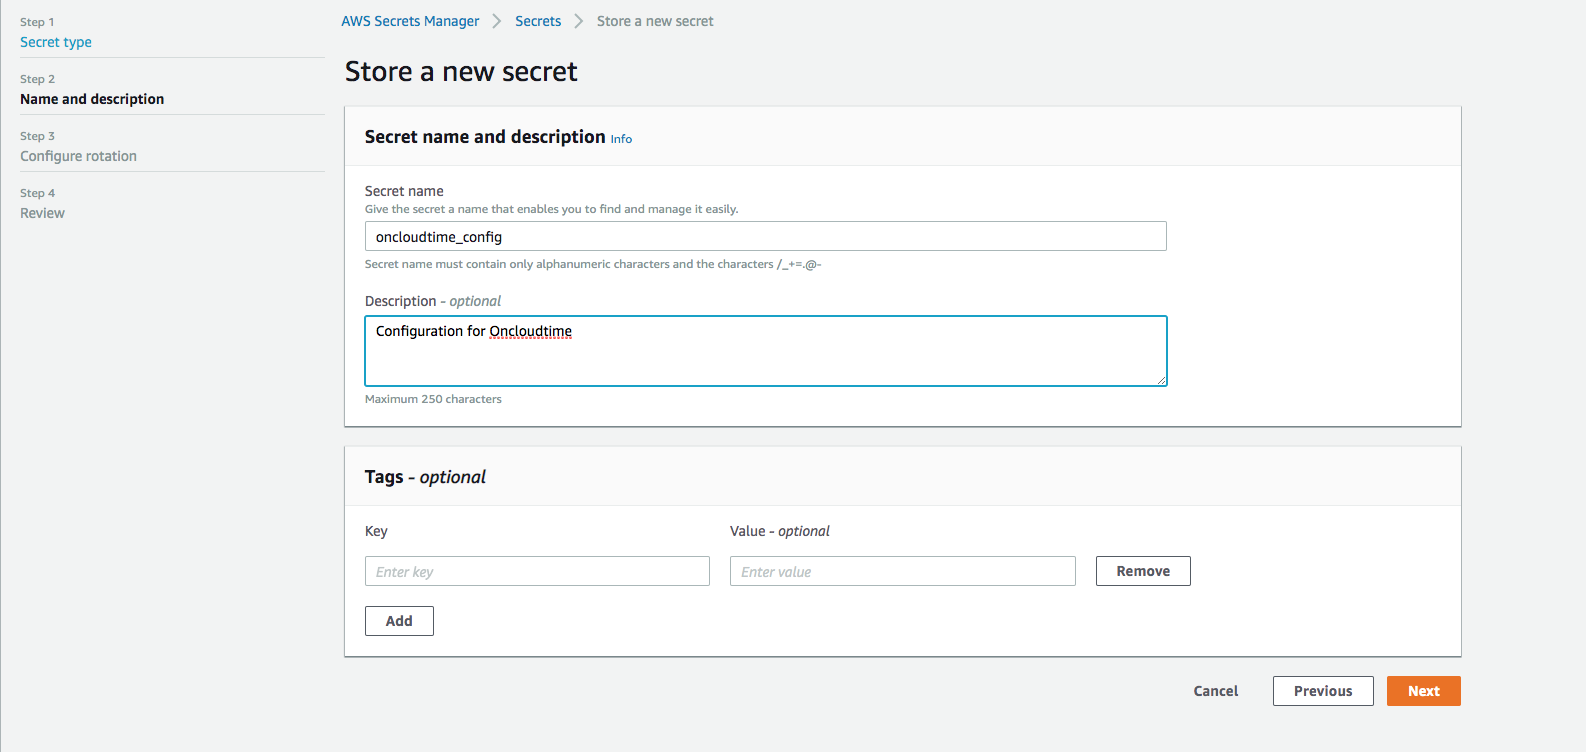 Step 1
Secret type
Step 2
Name and description
Step 3
Configure rotation
Step 4
Review
AWS Secrets Manager > Secrets > Store a new secret
Store a new secret
Secret name and description Info
Secret name
Give the secret a name that enables you to find and manage it easily.
oncloudtime_config
Secret name must contain only alphanumeric characters and the characters /_+=.@-
Description - optional
Configuration for Oncloudtime
Maximum 250 characters
Tags - optional
Key Value - optional
Enter key Enter value Remove
Add
Cancel Previous Next